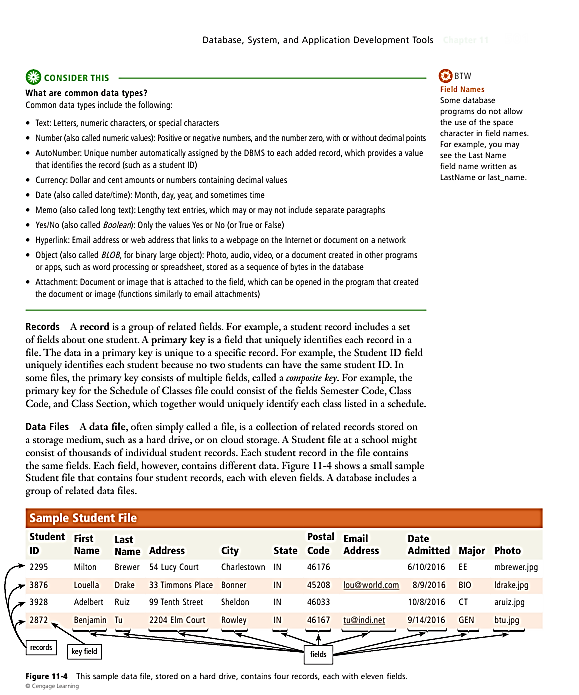 Database, System, and Application Development Tools Chapter 11
CONSIDER THIS
What are common data types?
Common data types include the following:
• Text: Letters, numeric characters, or special characters
• Number (also called numeric values): Positive or negative numbers, and the number zero, with or without decimal points
• AutoNumber: Unique number automatically assigned by the DBMS to each added record, which provides a value
that identifies the record (such as a student ID)
• Currency: Dollar and cent amounts or numbers containing decimal values
• Date (also called date/time): Month, day, year, and sometimes time
• Memo (also called long text): Lengthy text entries, which may or may not include separate paragraphs
• Yes/No (also called Boolean): Only the values Yes or No (or True or False)
• Hyperlink: Email address or web address that links to a webpage on the Internet or document on a network
• Object (also called BLOB, for binary large object): Photo, audio, video, or a document created in other programs
or apps, such as word processing or spreadsheet, stored as a sequence of bytes in the database
• Attachment: Document or image that is attached to the field, which can be opened in the program that created
the document or image (functions similarly to email attachments)
BTW
Field Names
Some database
programs do not allow
the use of the space
character in field names.
For example, you may
see the Last Name
field name written as
LastName or last_name.
Records A record is a group of related fields. For example, a student record includes a set
of fields about one student. A primary key is a field that uniquely identifies each record in a
file. The data in a primary key is unique to a specific record. For example, the Student ID field
uniquely identifies each student because no two students can have the same student ID. In
some files, the primary key consists of multiple fields, called a composite key. For example, the
primary key for the Schedule of Classes file could consist of the fields Semester Code, Class
Code, and Class Section, which together would uniquely identify each class listed in a schedule.
Data Files A data file, often simply called a file, is a collection of related records stored on
a storage medium, such as a hard drive, or on cloud storage. A Student file at a school might
consist of thousands of individual student records. Each student record in the file contains
the same fields. Each field, however, contains different data. Figure 11-4 shows a small sample
Student file that contains four student records, each with eleven fields. A database includes a
group of related data files.
Sample Student File
Student ID First Name Last Name Address City State Postal Code Email Address Date Admitted Major Photo
2295 Milton Brewer 54 Lucy Court Charlestown IN 46176 6/10/2016 EE mbrewer.jpg
3876 Louella Drake 33 Timmons Place Bonner IN 45208 lou@world.com 8/9/2016 BIO ldrake.jpg
3928 Adelbert Ruiz 99 Tenth Street Sheldon IN 46033 10/8/2016 CT aruiz.jpg
2872 Benjamin Tu 2204 Elm Court Rowley IN 46167 tu@indi.net 9/14/2016 GEN btu.jpg
records
key field
fields
Figure 11-4 This sample data file, stored on a hard drive, contains four records, each with eleven fields.
© Cengage Learning